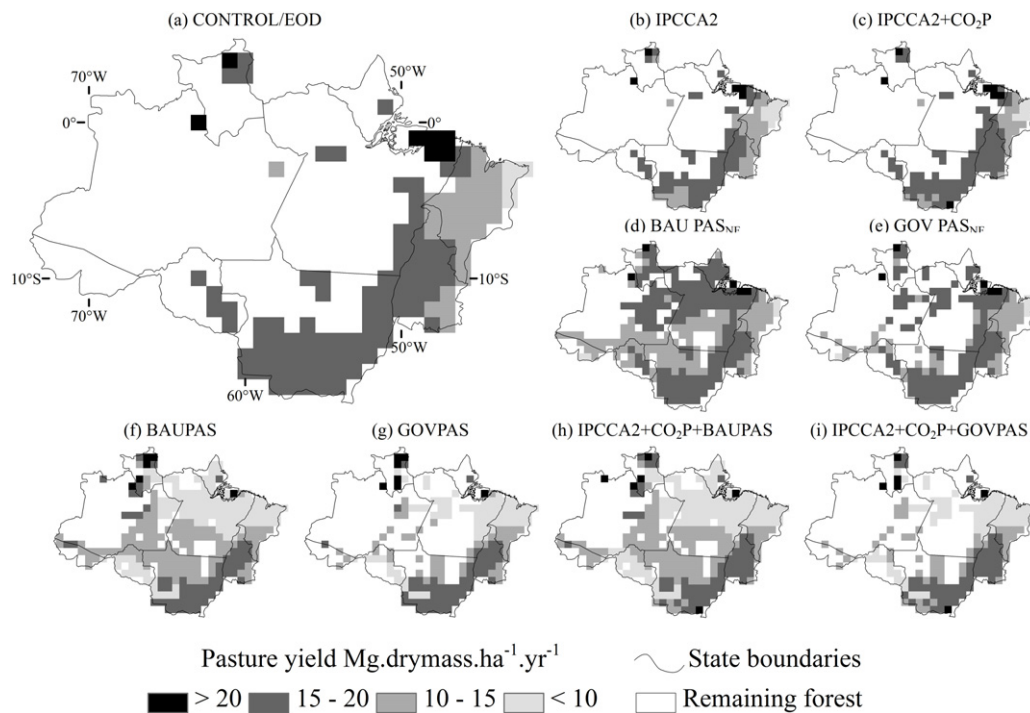 (a) CONTROL/EOD
(b) IPCCA2
(c) IPCCA2+CO₂P
70°W
50°W
0°
0°
10°S
10°S
70°W
50°W
60°W
(d) BAU PAS_NF
(e) GOV PAS_NF
(f) BAUPAS
(g) GOVPAS
(h) IPCCA2+CO₂P+BAUPAS
(i) IPCCA2+CO₂P+GOVPAS
Pasture yield Mg.drymass.ha⁻¹.yr⁻¹
State boundaries
> 20
15 - 20
10 - 15
< 10
Remaining forest